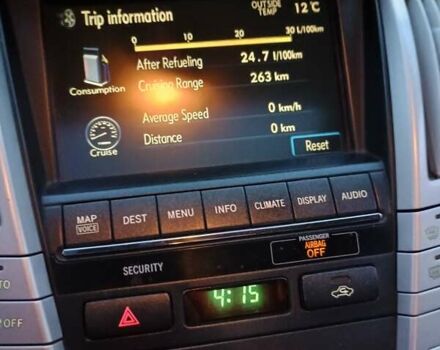 Trip information
OUTSIDE TEMP 12°C
0 10 20 30 L/100km
After Refueling 24.7 l/100km
Cruising Range 263 km
Consumption
Average Speed 0 km/h
Distance 0 km
Cruise
Reset
MAP VOICE DEST MENU INFO CLIMATE DISPLAY AUDIO
PASSENGER
AIRBAG
OFF
SECURITY
4:15
OFF